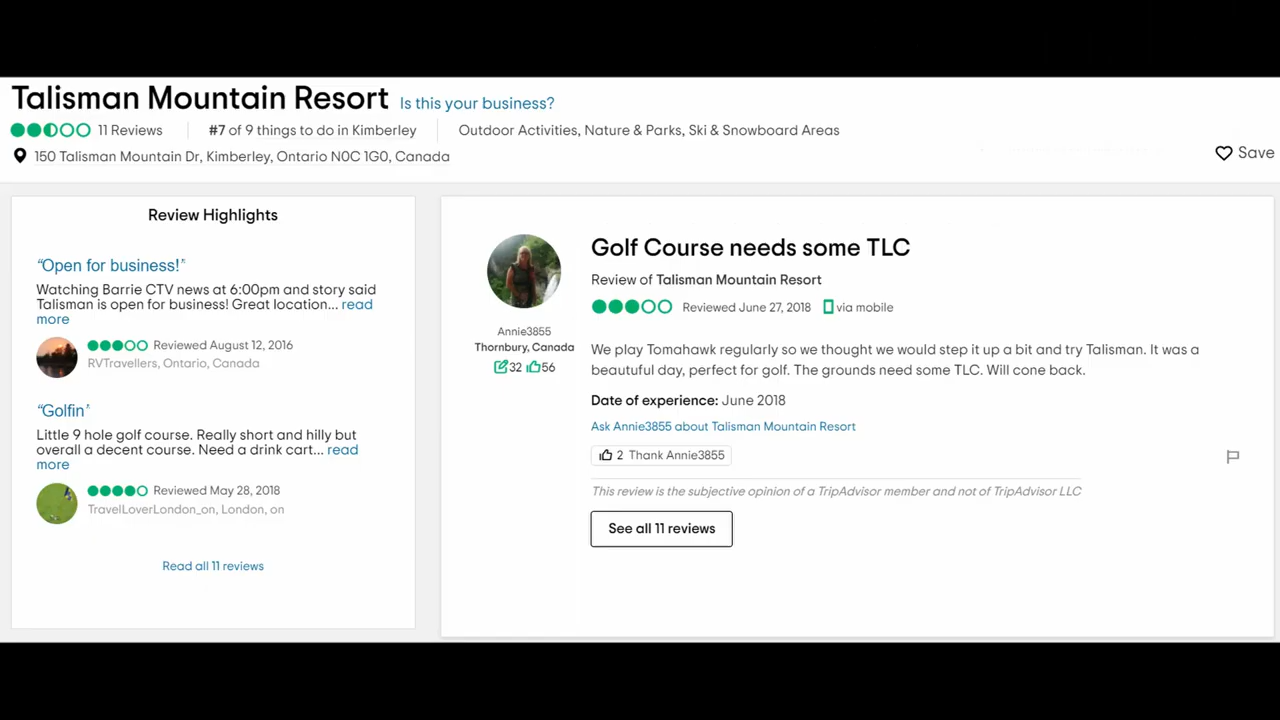 Talisman Mountain Resort Is this your business?
11 Reviews #7 of 9 things to do in Kimberley Outdoor Activities, Nature & Parks, Ski & Snowboard Areas
150 Talisman Mountain Dr, Kimberley, Ontario N0C 1G0, Canada
Save
Review Highlights
“Open for business!”
Watching Barrie CTV news at 6:00pm and story said
Talisman is open for business! Great location... read
more
Reviewed August 12, 2016
RVTravellers, Ontario, Canada
“Golfin”
Little 9 hole golf course. Really short and hilly but
overall a decent course. Need a drink cart... read
more
Reviewed May 28, 2018
TravelLoverLondon_on, London, on
Read all 11 reviews
Annie3855
Thornbury, Canada
32 56
Golf Course needs some TLC
Review of Talisman Mountain Resort
Reviewed June 27, 2018 via mobile
We play Tomahawk regularly so we thought we would step it up a bit and try Talisman. It was a
beautuful day, perfect for golf. The grounds need some TLC. Will cone back.
Date of experience: June 2018
Ask Annie3855 about Talisman Mountain Resort
2 Thank Annie3855
This review is the subjective opinion of a TripAdvisor member and not of TripAdvisor LLC
See all 11 reviews